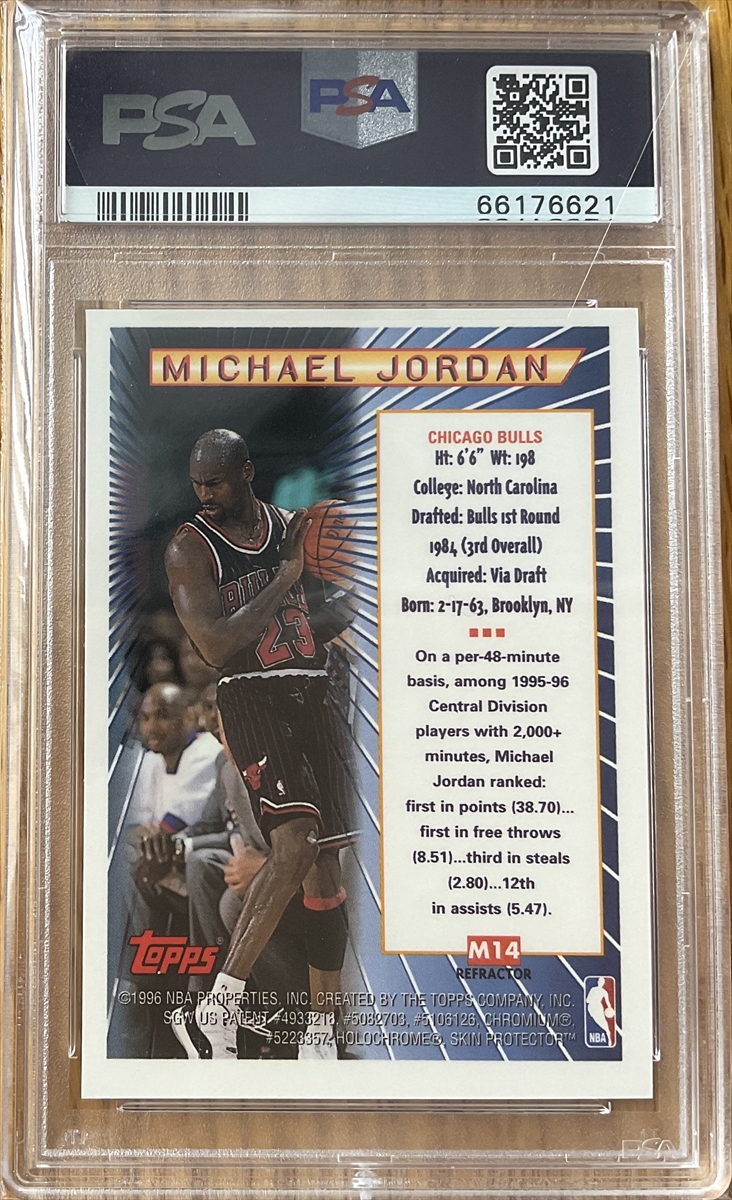 PSA
PSA
66176621
MICHAEL JORDAN
CHICAGO BULLS
Ht: 6'6" Wt: 198
College: North Carolina
Drafted: Bulls 1st Round
1984 (3rd Overall)
Acquired: Via Draft
Born: 2-17-63, Brooklyn, NY
On a per-48-minute
basis, among 1995-96
Central Division
players with 2,000+
minutes, Michael
Jordan ranked:
first in points (38.70)...
first in free throws
(8.51)...third in steals
(2.80)...12th
in assists (5.47).
BULLS
23
TOPPS®
M14
REFRACTOR
©1996 NBA PROPERTIES, INC. CREATED BY THE TOPPS COMPANY, INC.
SGW US PATENT #4933218, #5082703, #5106126, CHROMIUM®,
#5223357, HOLOCHROME®, SKIN PROTECTOR™
NBA
PSA